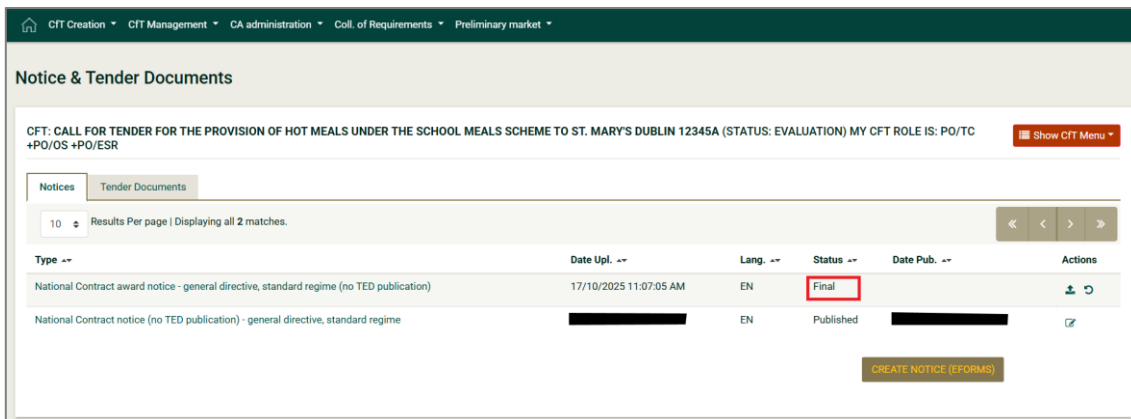 CfT Creation CfT Management CA administration Coll. of Requirements Preliminary market
Notice & Tender Documents
CFT: CALL FOR TENDER FOR THE PROVISION OF HOT MEALS UNDER THE SCHOOL MEALS SCHEME TO ST. MARY'S DUBLIN 12345A (STATUS: EVALUATION) MY CFT ROLE IS: PO/TC
+PO/OS +PO/ESR
Show CfT Menu
Notices Tender Documents
10 Results Per page | Displaying all 2 matches.
« < > »
Type Date Upl. Lang. Status Date Pub. Actions
National Contract award notice - general directive, standard regime (no TED publication) 17/10/2025 11:07:05 AM EN Final
National Contract notice (no TED publication) - general directive, standard regime EN Published
CREATE NOTICE (EFORMS)